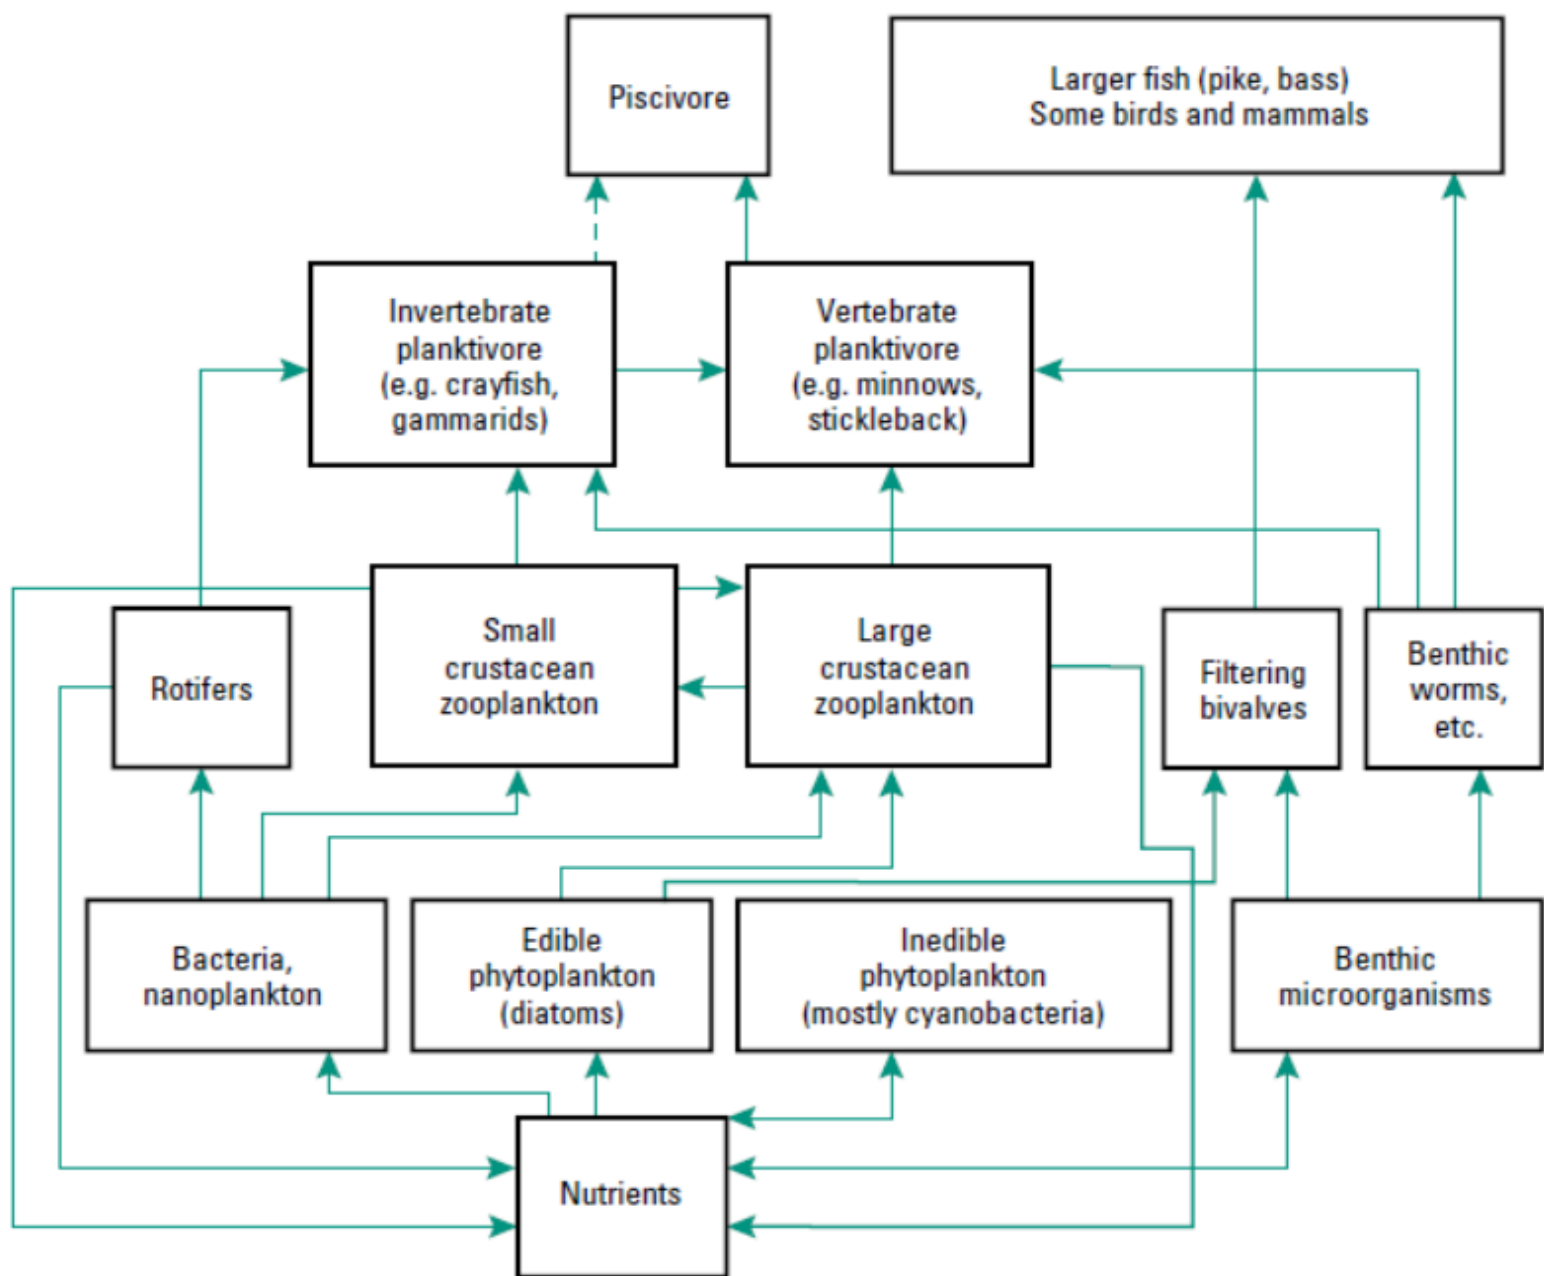 Piscivore
Larger fish (pike, bass)
Some birds and mammals
Invertebrate
planktivore
(e.g. crayfish,
gammarids)
Vertebrate
planktivore
(e.g. minnows,
stickleback)
Rotifers
Small
crustacean
zooplankton
Large
crustacean
zooplankton
Filtering
bivalves
Benthic
worms,
etc.
Bacteria,
nanoplankton
Edible
phytoplankton
(diatoms)
Inedible
phytoplankton
(mostly cyanobacteria)
Benthic
microorganisms
Nutrients